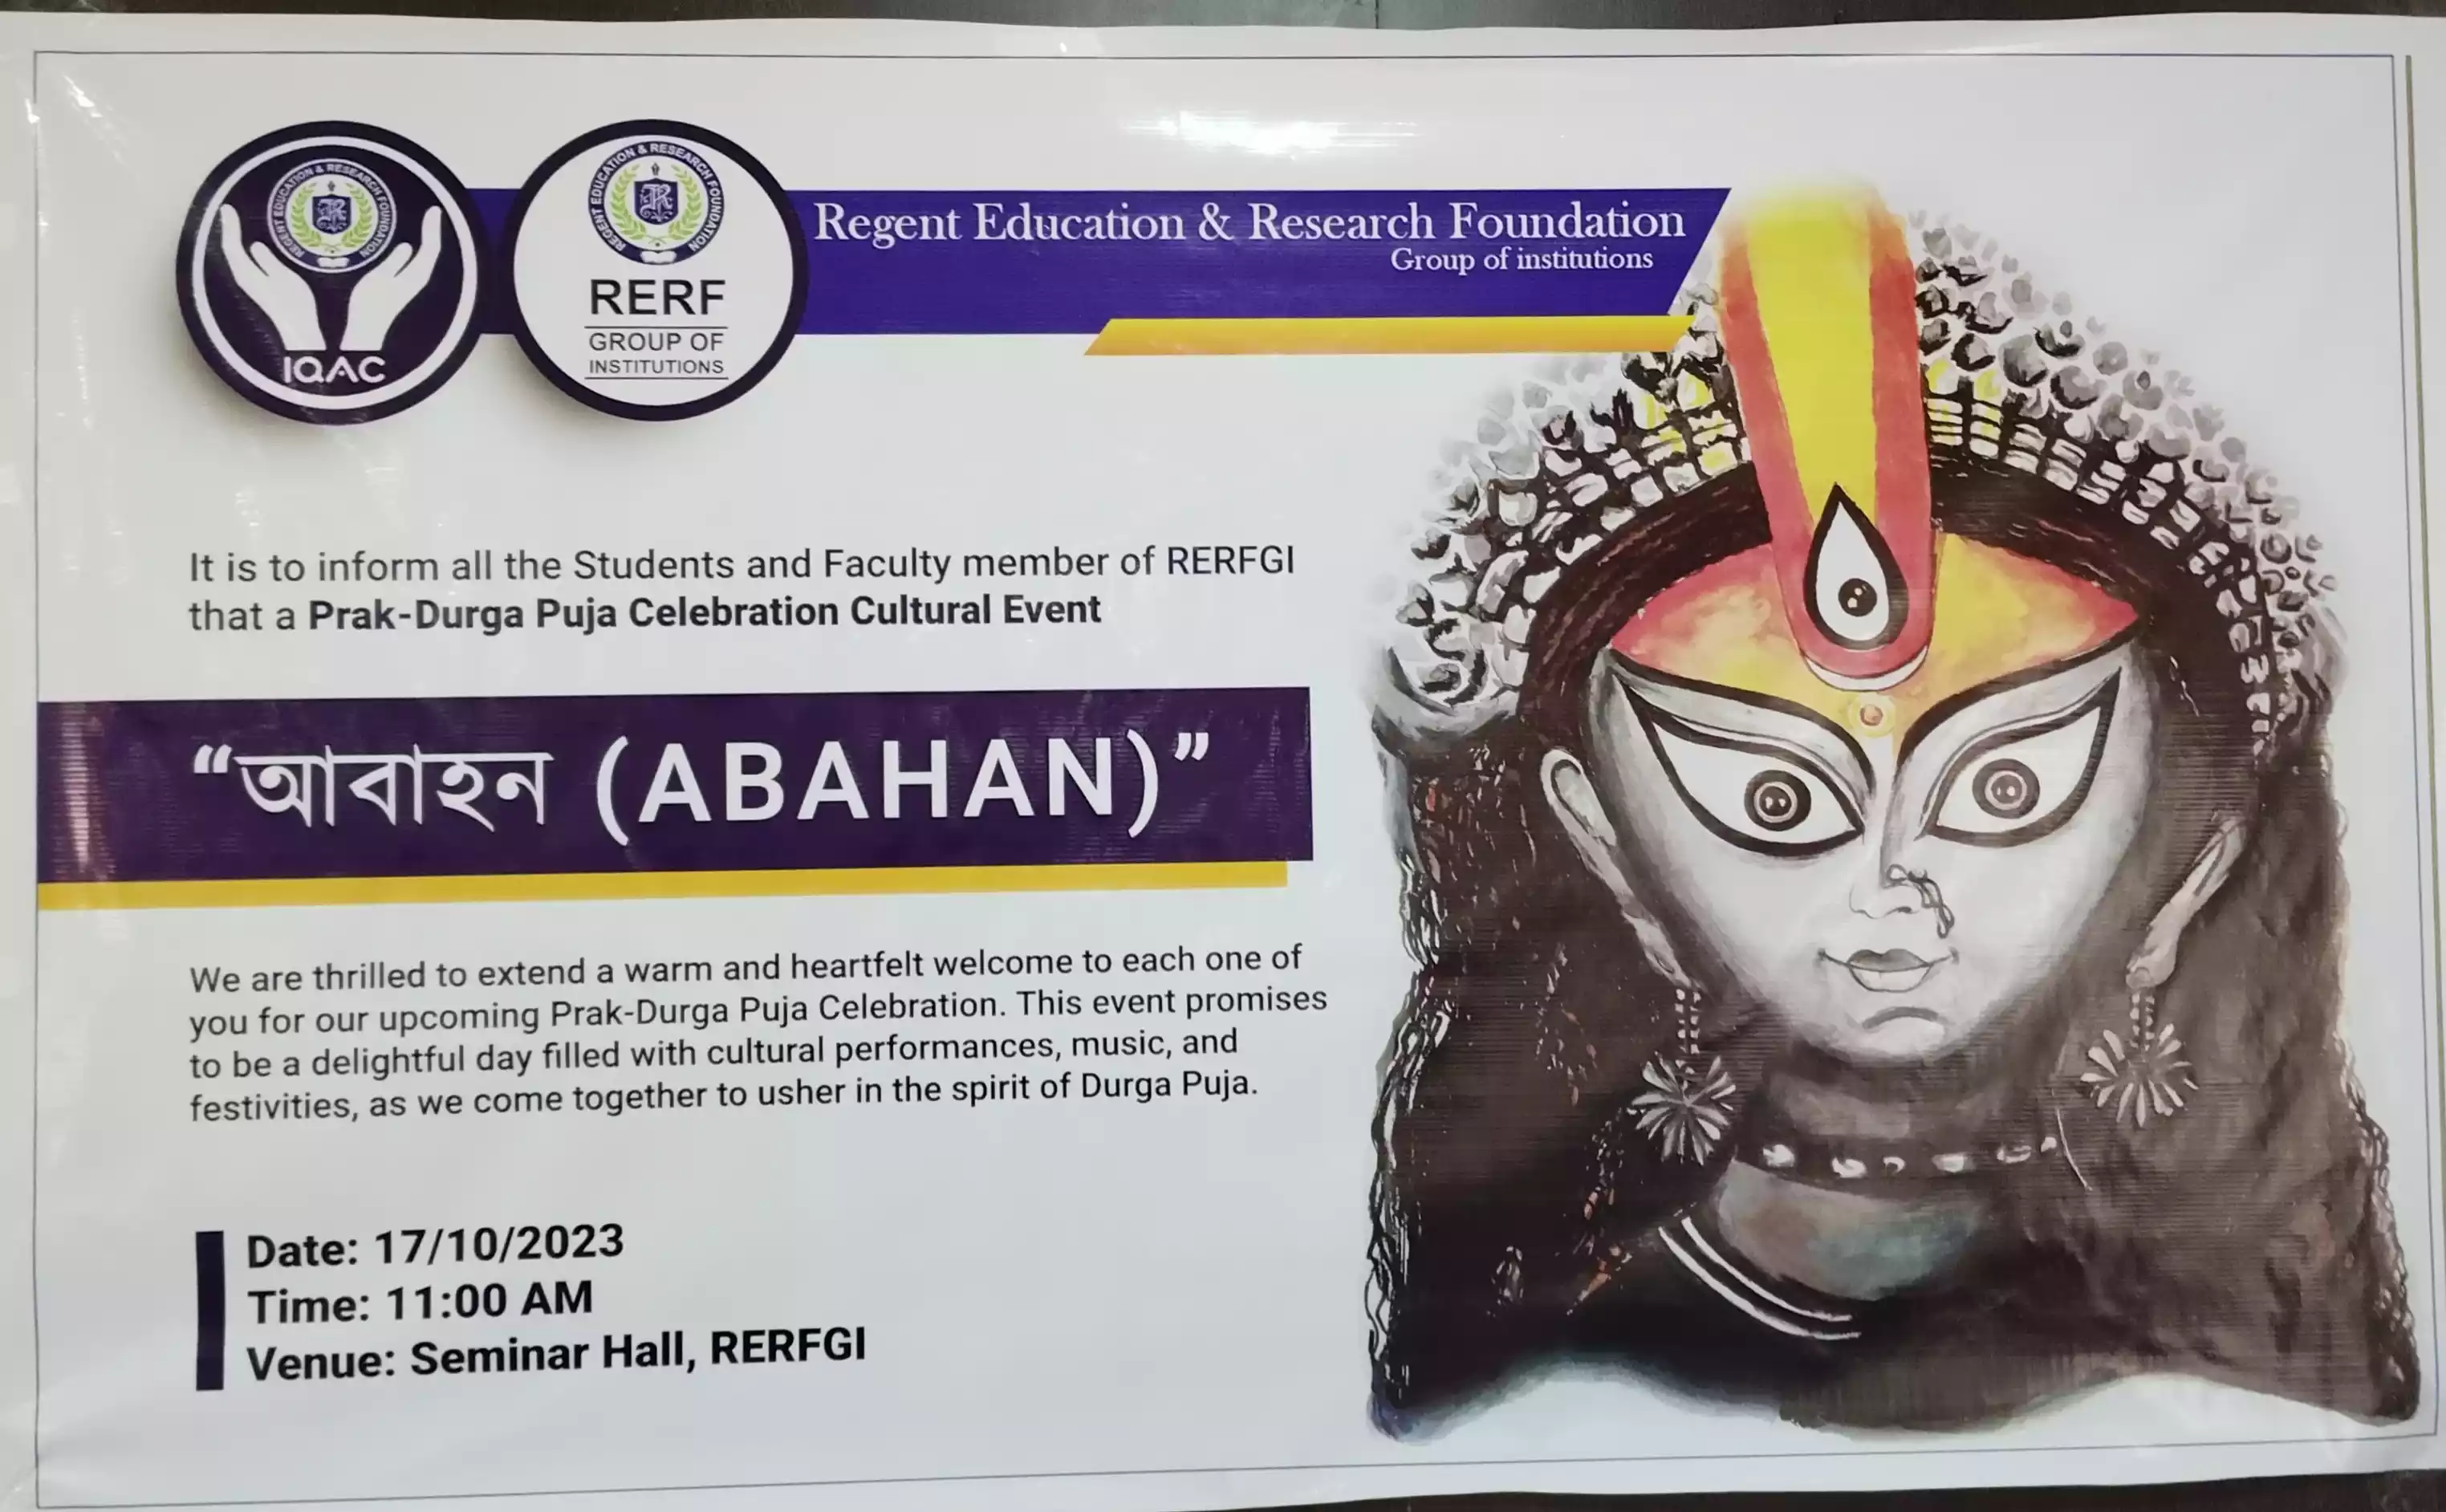 REGENT EDUCATION & RESEARCH FOUNDATION
IQAC
REGENT EDUCATION & RESEARCH FOUNDATION
RERF
GROUP OF
INSTITUTIONS
Regent Education & Research Foundation
Group of institutions
It is to inform all the Students and Faculty member of RERFGI
that a Prak-Durga Puja Celebration Cultural Event
“আবাহন (ABAHAN)”
We are thrilled to extend a warm and heartfelt welcome to each one of
you for our upcoming Prak-Durga Puja Celebration. This event promises
to be a delightful day filled with cultural performances, music, and
festivities, as we come together to usher in the spirit of Durga Puja.
Date: 17/10/2023
Time: 11:00 AM
Venue: Seminar Hall, RERFGI